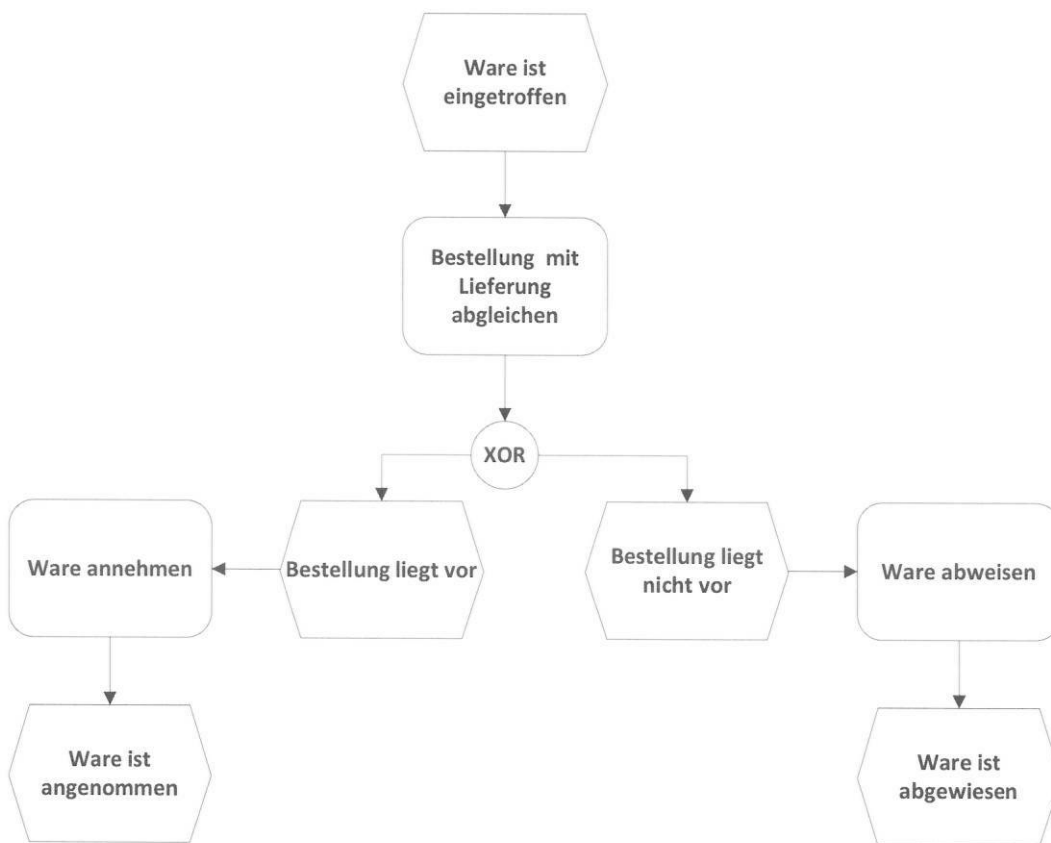 Ware ist
eingetroffen
Bestellung mit
Lieferung
abgleichen
XOR
Ware annehmen
Bestellung liegt vor
Bestellung liegt
nicht vor
Ware abweisen
Ware ist
angenommen
Ware ist
abgewiesen